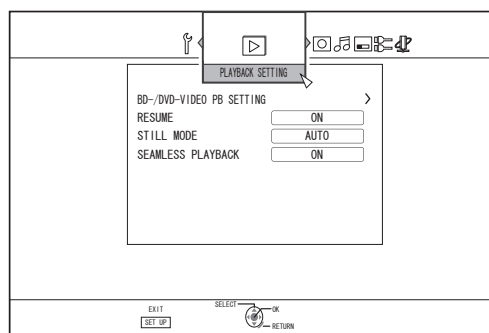 PLAYBACK SETTING
BD-/DVD-VIDEO PB SETTING
RESUME ON
STILL MODE AUTO
SEAMLESS PLAYBACK ON
EXIT
SET UP
SELECT
OK
RETURN